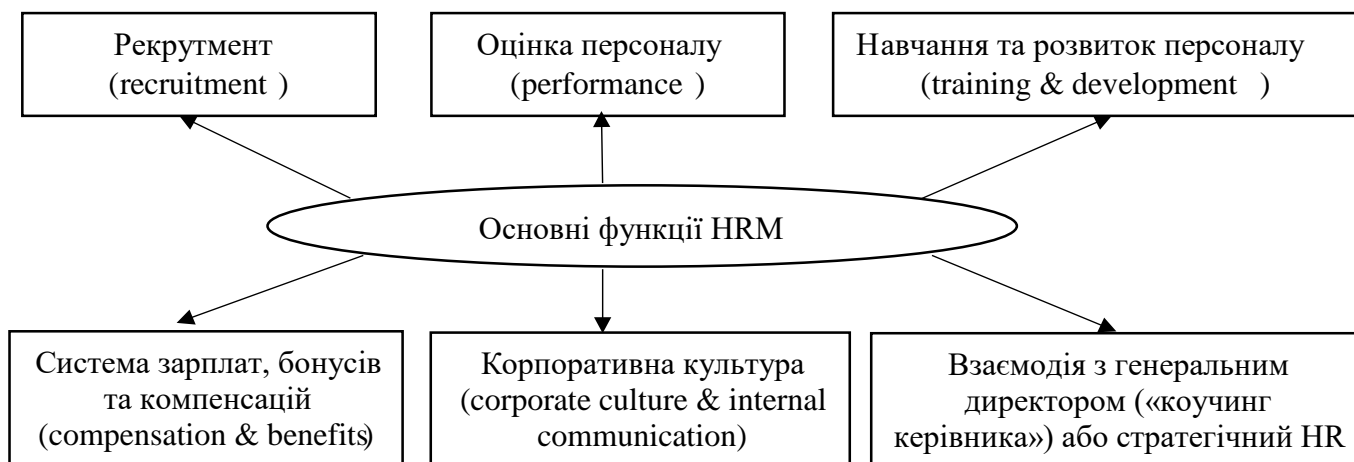 Рекрутмент
(recruitment )
Оцінка персоналу
(performance )
Навчання та розвиток персоналу
(training & development )
Основні функції HRM
Система зарплат, бонусів
та компенсацій
(compensation & benefits)
Корпоративна культура
(corporate culture & internal
communication)
Взаємодія з генеральним
директором («коучинг
керівника») або стратегічний HR